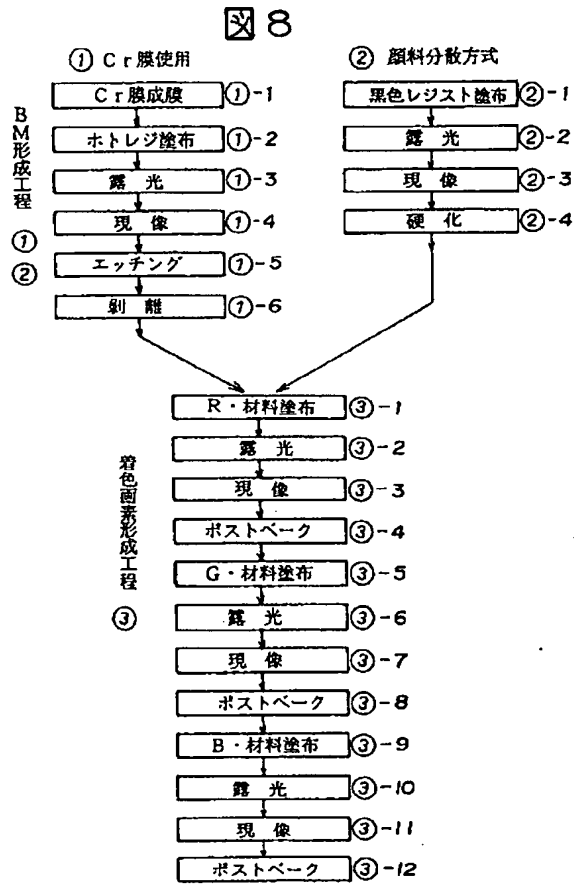 図8
① Cr膜使用
Cr膜成膜 ①-1
ホトレジ塗布 ①-2
露光 ①-3
現像 ①-4
エッチング ①-5
剝離 ①-6
② 顔料分散方式
黒色レジスト塗布 ②-1
露光 ②-2
現像 ②-3
硬化 ②-4
BM形成工程
①
②
R・材料塗布 ③-1
露光 ③-2
現像 ③-3
ポストベーク ③-4
G・材料塗布 ③-5
露光 ③-6
現像 ③-7
ポストベーク ③-8
B・材料塗布 ③-9
露光 ③-10
現像 ③-11
ポストベーク ③-12
着色画素形成工程
③